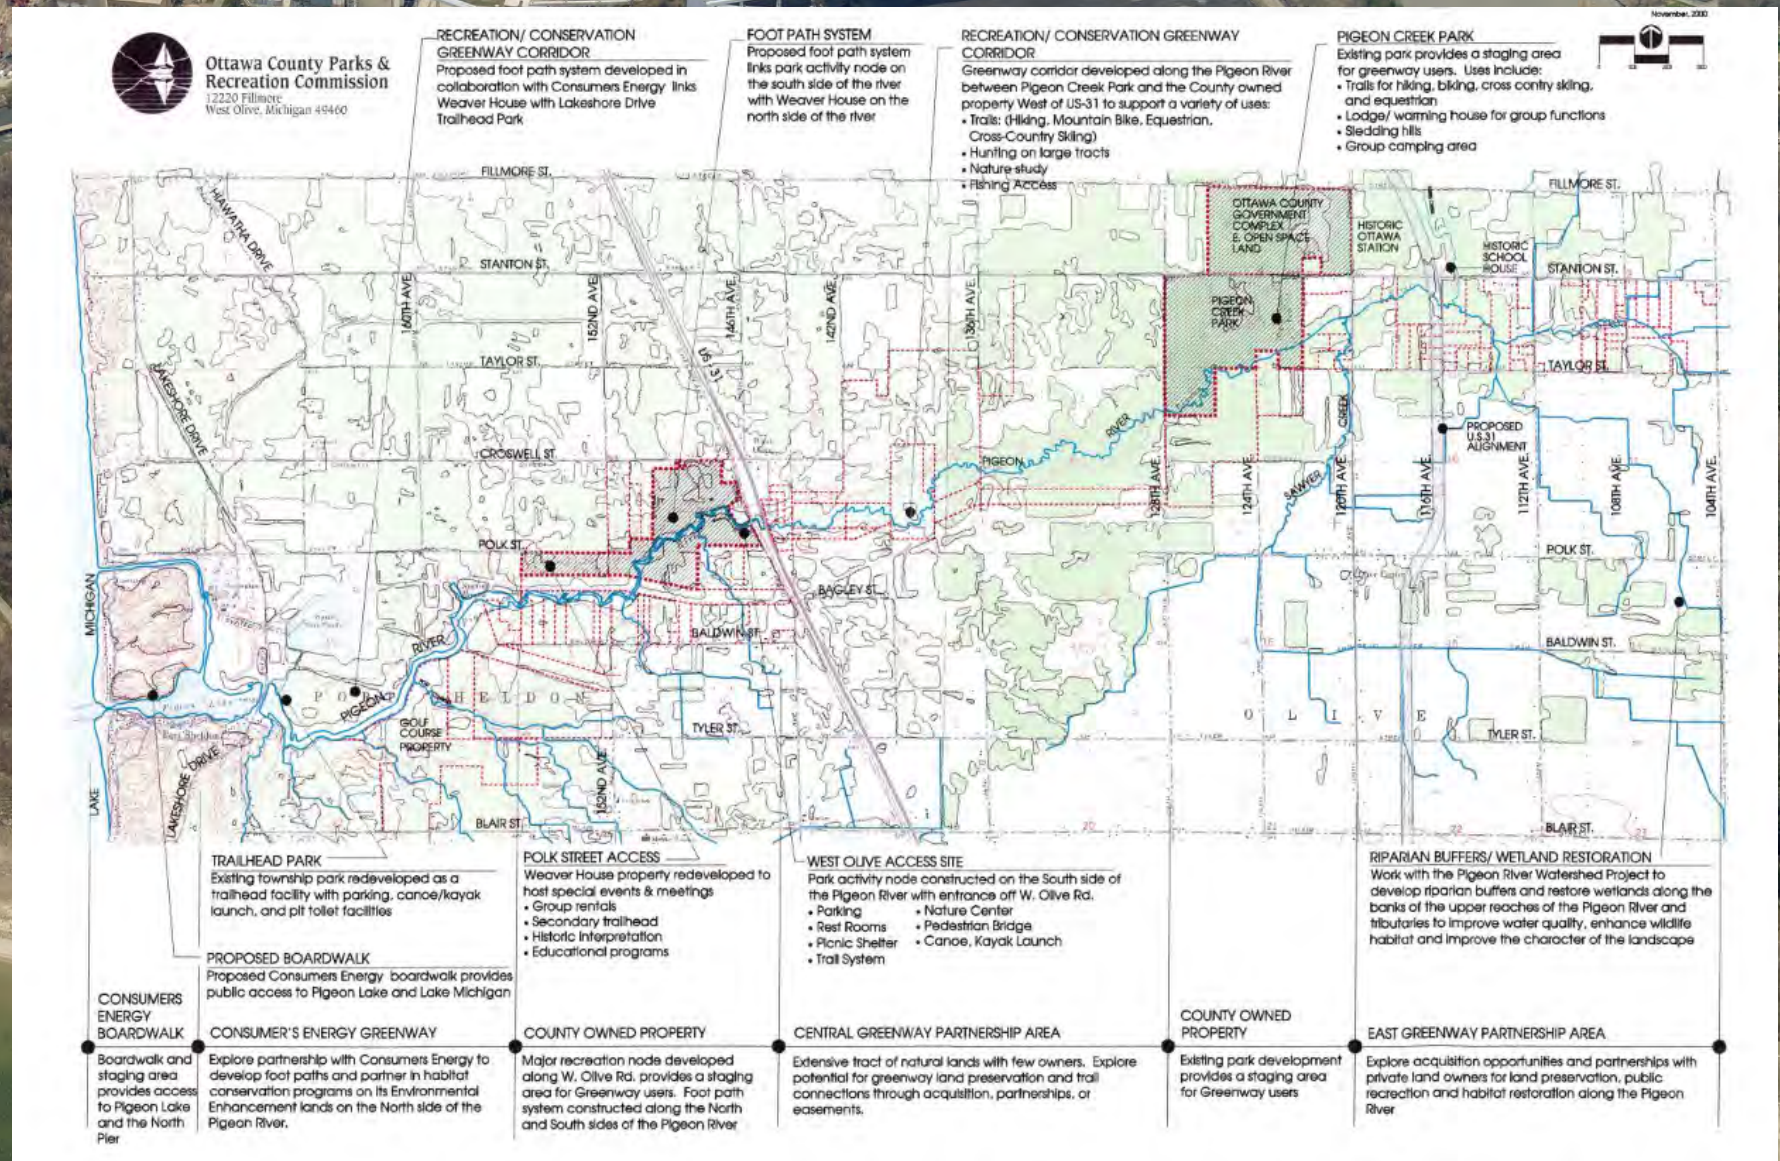 November, 2000
Ottawa County Parks &
Recreation Commission
12220 Fillmore
West Olive, Michigan 49460
RECREATION/ CONSERVATION
GREENWAY CORRIDOR
Proposed foot path system developed in
collaboration with Consumers Energy links
Weaver House with Lakeshore Drive
Trailhead Park
FOOT PATH SYSTEM
Proposed foot path system
links park activity node on
the south side of the river
with Weaver House on the
north side of the river
RECREATION/ CONSERVATION GREENWAY
CORRIDOR
Greenway corridor developed along the Pigeon River
between Pigeon Creek Park and the County owned
property West of US-31 to support a variety of uses:
• Trails: (Hiking, Mountain Bike, Equestrian,
Cross-Country Skiing)
• Hunting on large tracts
• Nature study
• Fishing Access
PIGEON CREEK PARK
Existing park provides a staging area
for greenway users. Uses include:
• Trails for hiking, biking, cross contry skiing,
and equestrian
• Lodge/ warming house for group functions
• Sledding hills
• Group camping area
FILLMORE ST.
FILLMORE ST.
HIAWATHA DRIVE
OTTAWA COUNTY
GOVERNMENT
COMPLEX
& OPEN SPACE
LAND
HISTORIC
OTTAWA
STATION
HISTORIC
SCHOOL
HOUSE
STANTON ST.
STANTON ST.
160TH AVE.
152ND AVE.
146TH AVE.
142ND AVE.
136TH AVE.
PIGEON
CREEK
PARK
US - 31
TAYLOR ST.
TAYLOR ST.
LAKESHORE DRIVE
RIVER
CREEK
PROPOSED
U.S.31
ALIGNMENT
CROSWELL ST.
PIGEON
SAWYER
128TH AVE.
124TH AVE.
120TH AVE.
116TH AVE.
112TH AVE.
108TH AVE.
104TH AVE.
POLK ST.
POLK ST.
MICHIGAN
BAGLEY ST.
BALDWIN ST.
BALDWIN ST.
RIVER
PORT SHELDON
PIGEON
GOLF
COURSE
PROPERTY
OLIVE
TYLER ST.
TYLER ST.
LAKESHORE DRIVE
LAKE
152ND AVE.
BLAIR ST.
BLAIR ST.
TRAILHEAD PARK
Existing township park redeveloped as a
trailhead facility with parking, canoe/kayak
launch, and pit toilet facilities
POLK STREET ACCESS
Weaver House property redeveloped to
host special events & meetings
• Group rentals
• Secondary trailhead
• Historic Interpretation
• Educational programs
WEST OLIVE ACCESS SITE
Park activity node constructed on the South side of
the Pigeon River with entrance off W. Olive Rd.
• Parking • Nature Center
• Rest Rooms • Pedestrian Bridge
• Picnic Shelter • Canoe, Kayak Launch
• Trail System
RIPARIAN BUFFERS/ WETLAND RESTORATION
Work with the Pigeon River Watershed Project to
develop riparian buffers and restore wetlands along the
banks of the upper reaches of the Pigeon River and
tributaries to improve water quality, enhance wildlife
habitat and improve the character of the landscape
PROPOSED BOARDWALK
Proposed Consumers Energy boardwalk provides
public access to Pigeon Lake and Lake Michigan
CONSUMERS
ENERGY
BOARDWALK
Boardwalk and
staging area
provides access
to Pigeon Lake
and the North
Pier
CONSUMER'S ENERGY GREENWAY
Explore partnership with Consumers Energy to
develop foot paths and partner in habitat
conservation programs on its Environmental
Enhancement lands on the North side of the
Pigeon River.
COUNTY OWNED PROPERTY
Major recreation node developed
along W. Olive Rd. provides a staging
area for Greenway users. Foot path
system constructed along the North
and South sides of the Pigeon River
CENTRAL GREENWAY PARTNERSHIP AREA
Extensive tract of natural lands with few owners. Explore
potential for greenway land preservation and trail
connections through acquisition, partnerships, or
easements.
COUNTY OWNED
PROPERTY
Existing park development
provides a staging area
for Greenway users
EAST GREENWAY PARTNERSHIP AREA
Explore acquisition opportunities and partnerships with
private land owners for land preservation, public
recreation and habitat restoration along the Pigeon
River